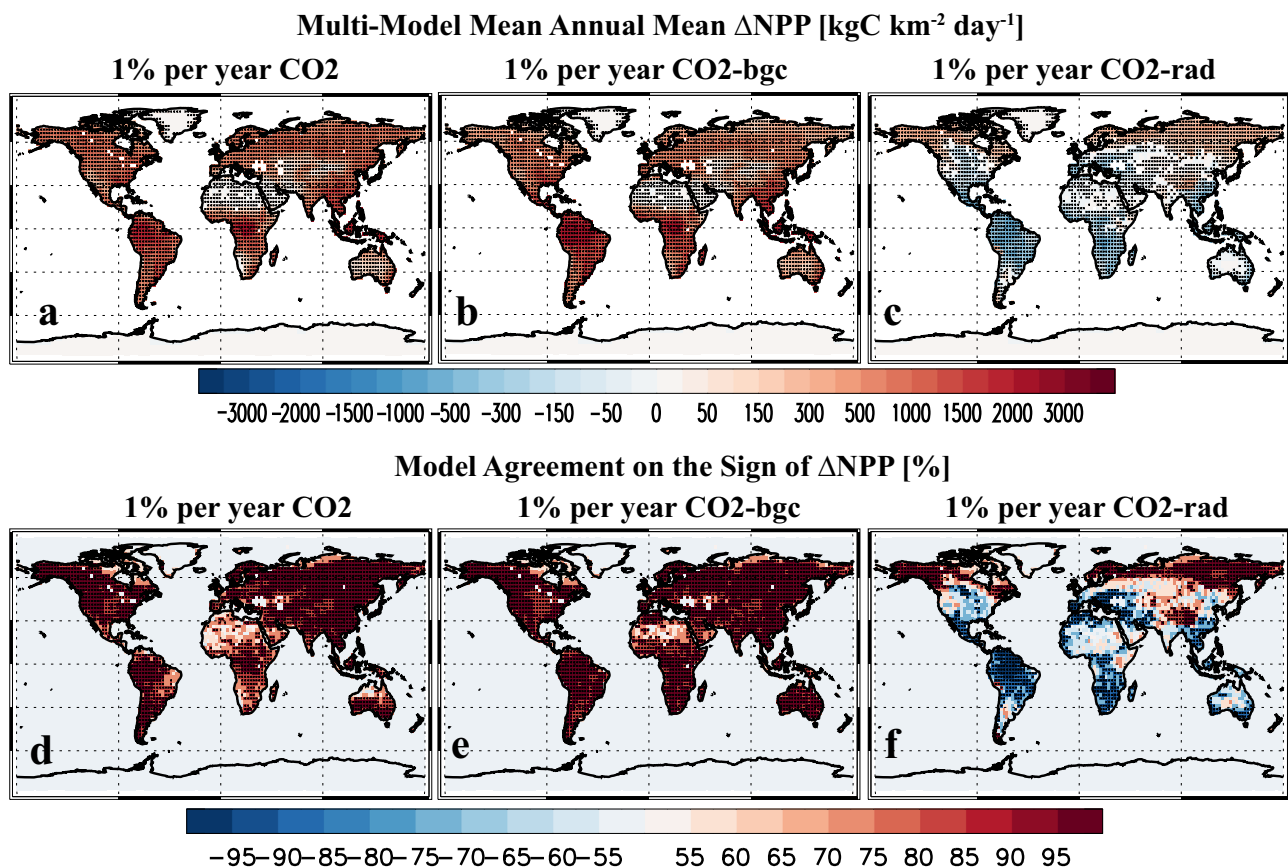 Multi-Model Mean Annual Mean ΔNPP [kgC km⁻² day⁻¹]
1% per year CO2 1% per year CO2-bgc 1% per year CO2-rad
a b c
-3000 -2000 -1500 -1000 -500 -300 -150 -50 0 50 150 300 500 1000 1500 2000 3000
Model Agreement on the Sign of ΔNPP [%]
1% per year CO2 1% per year CO2-bgc 1% per year CO2-rad
d e f
-95 -90 -85 -80 -75 -70 -65 -60 -55 55 60 65 70 75 80 85 90 95